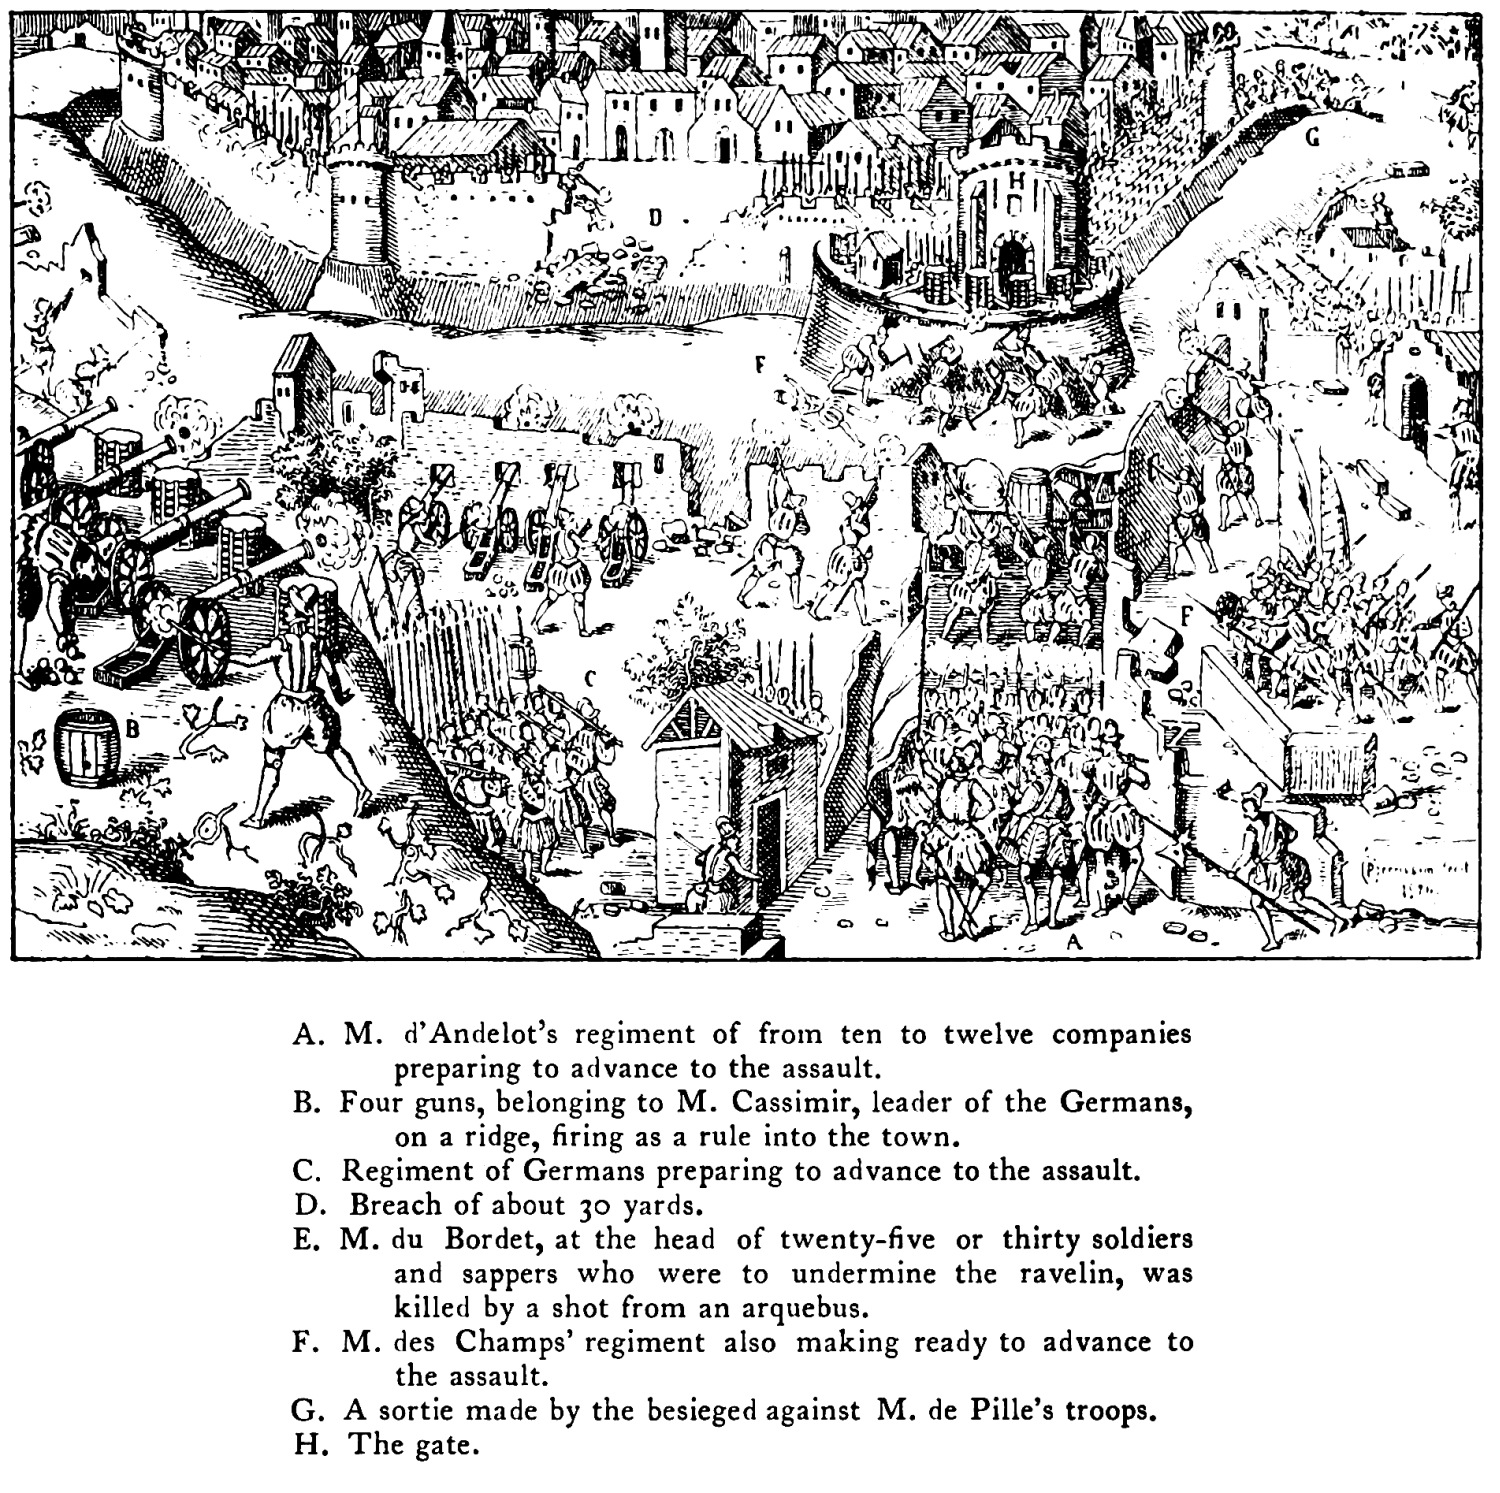 G
H
D
F
F
C
B
A
A. M. d'Andelot's regiment of from ten to twelve companies
preparing to advance to the assault.
B. Four guns, belonging to M. Cassimir, leader of the Germans,
on a ridge, firing as a rule into the town.
C. Regiment of Germans preparing to advance to the assault.
D. Breach of about 30 yards.
E. M. du Bordet, at the head of twenty-five or thirty soldiers
and sappers who were to undermine the ravelin, was
killed by a shot from an arquebus.
F. M. des Champs' regiment also making ready to advance to
the assault.
G. A sortie made by the besieged against M. de Pille's troops.
H. The gate.